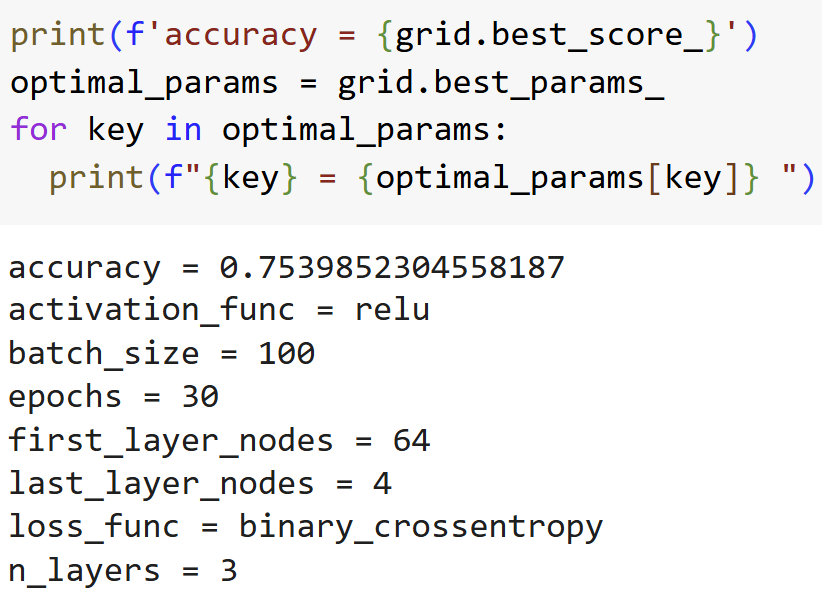 print(f'accuracy = {grid.best_score_}')
optimal_params = grid.best_params_
for key in optimal_params:
  print(f"{key} = {optimal_params[key]} ")
accuracy = 0.7539852304558187
activation_func = relu
batch_size = 100
epochs = 30
first_layer_nodes = 64
last_layer_nodes = 4
loss_func = binary_crossentropy
n_layers = 3